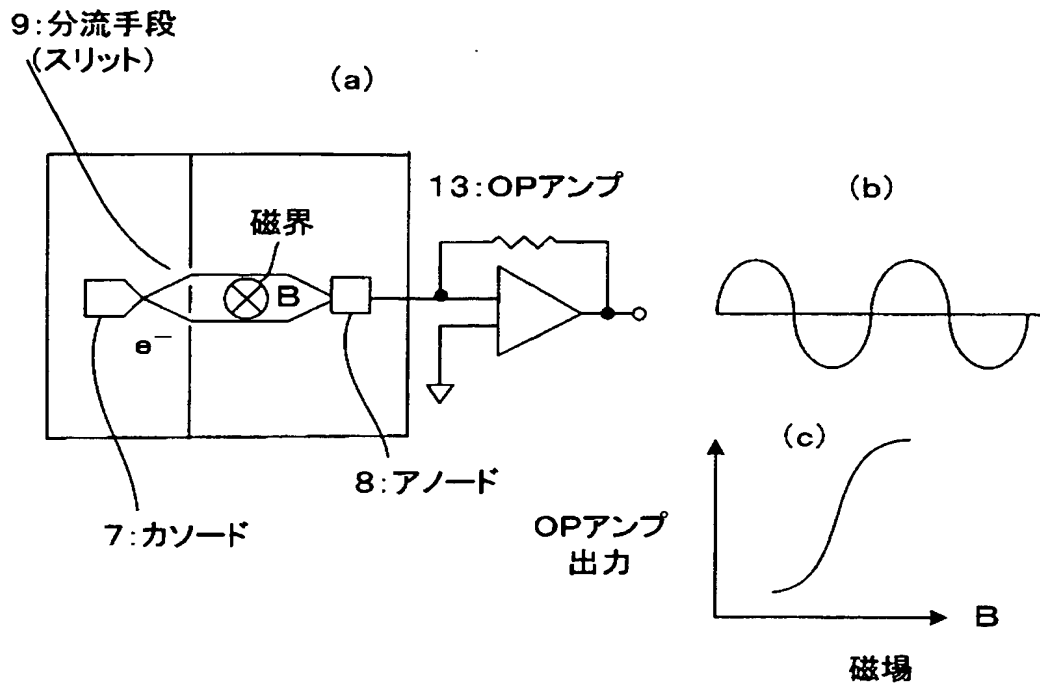 9:分流手段
(スリット)
(a)
13:OPアンプ
(b)
磁界
B
e－
(c)
8:アノード
7:カソード
OPアンプ
出力
B
磁場